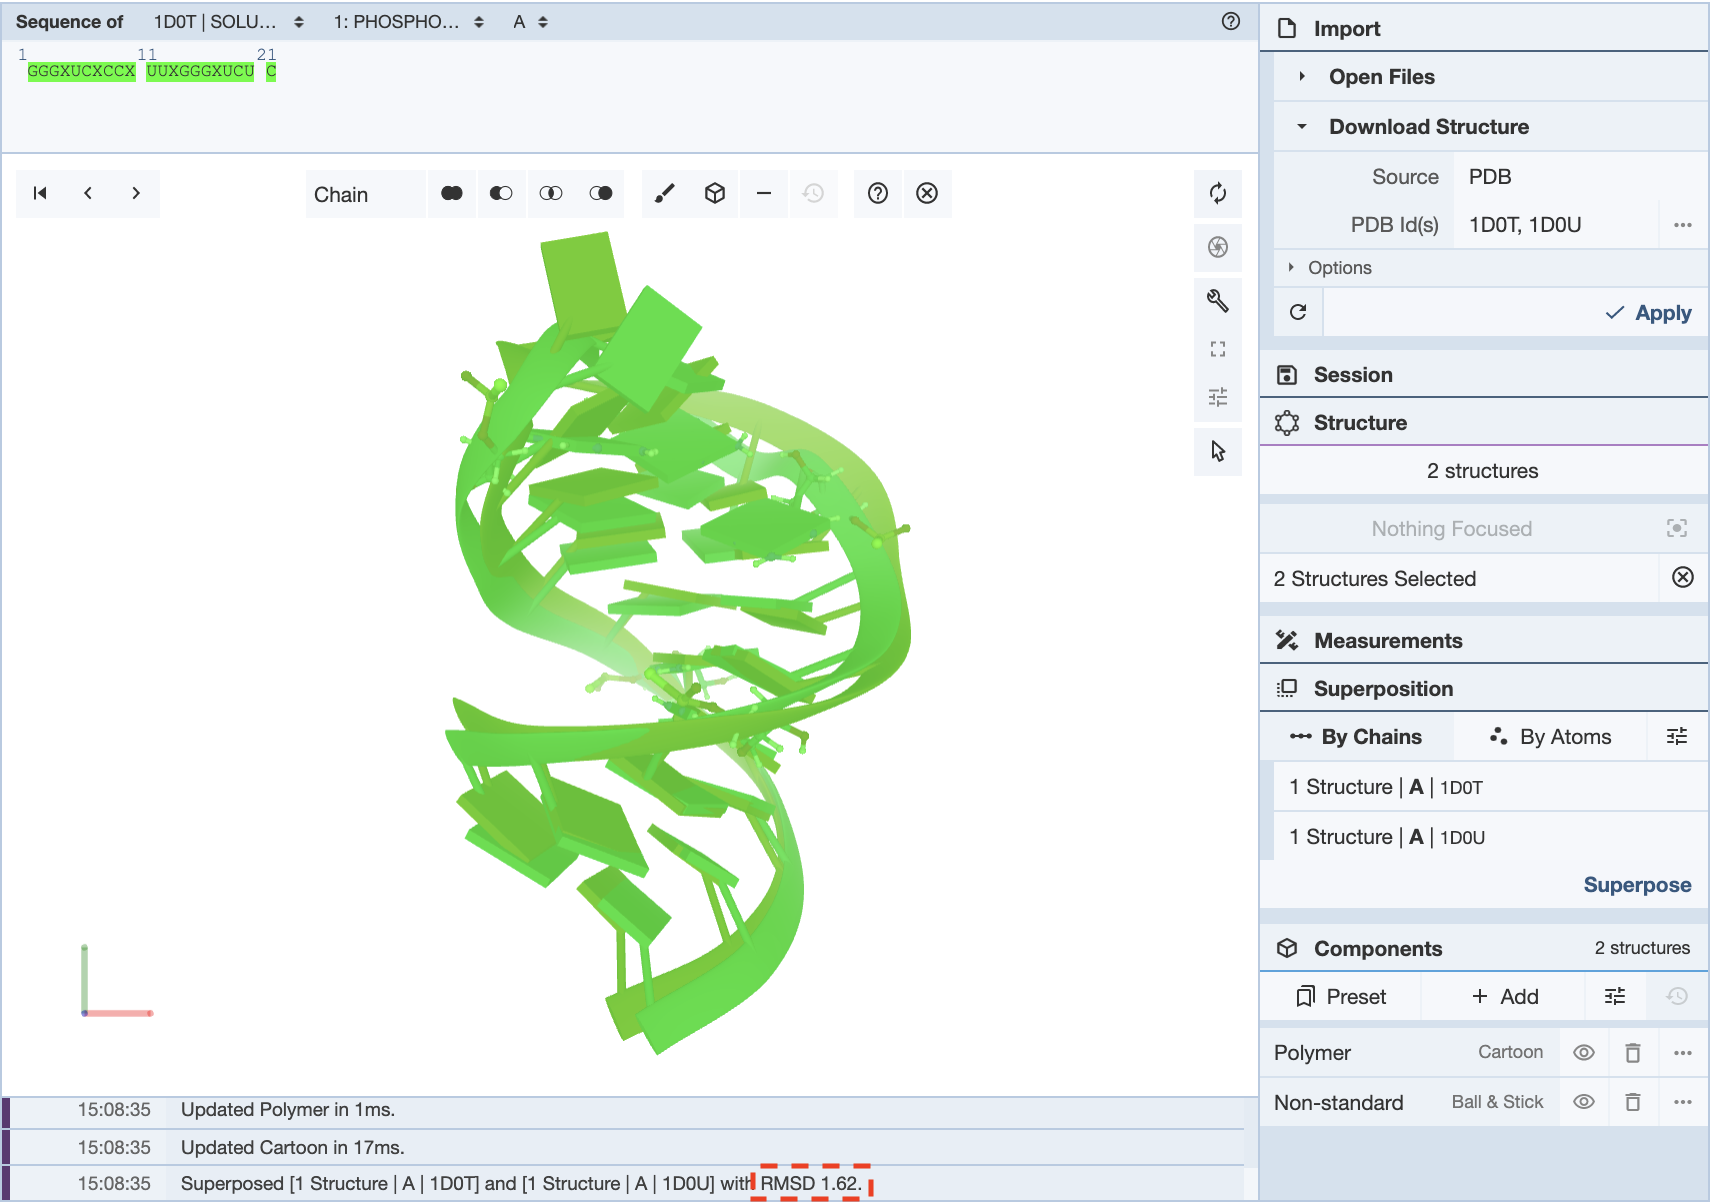 Sequence of 1D0T | SOLU... 1: PHOSPHO... A
1 11 21
GGGXUCXCCX UUXGGGXUCU C
Chain
Import
Open Files
Download Structure
Source PDB
PDB Id(s) 1D0T, 1D0U
Options
Apply
Session
Structure
2 structures
Nothing Focused
2 Structures Selected
Measurements
Superposition
By Chains By Atoms
1 Structure | A | 1D0T
1 Structure | A | 1D0U
Superpose
Components 2 structures
Preset + Add
Polymer Cartoon
Non-standard Ball & Stick
15:08:35 Updated Polymer in 1ms.
15:08:35 Updated Cartoon in 17ms.
15:08:35 Superposed [1 Structure | A | 1D0T] and [1 Structure | A | 1D0U] with RMSD 1.62.